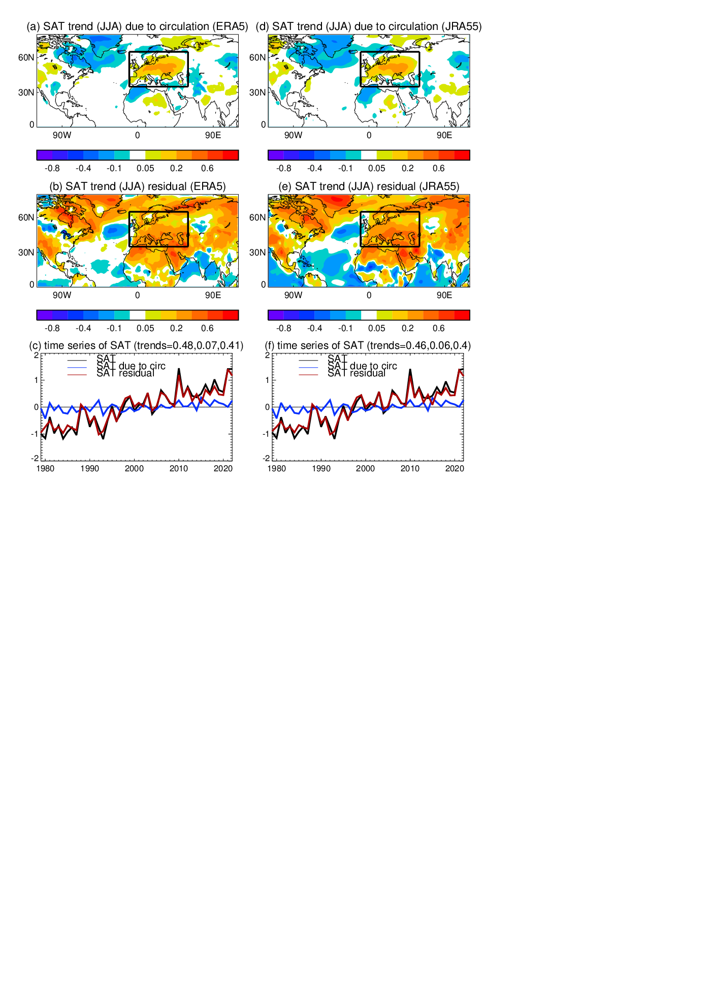 (a) SAT trend (JJA) due to circulation (ERA5)
60N
30N
0
90W 0 90E
-0.8 -0.4 -0.1 0.05 0.2 0.6
(d) SAT trend (JJA) due to circulation (JRA55)
60N
30N
0
90W 0 90E
-0.8 -0.4 -0.1 0.05 0.2 0.6
(b) SAT trend (JJA) residual (ERA5)
60N
30N
0
90W 0 90E
-0.8 -0.4 -0.1 0.05 0.2 0.6
(e) SAT trend (JJA) residual (JRA55)
60N
30N
0
90W 0 90E
-0.8 -0.4 -0.1 0.05 0.2 0.6
(c) time series of SAT (trends=0.48,0.07,0.41)
SAT
SAT due to circ
SAT residual
2
1
0
-1
-2
1980 1990 2000 2010 2020
(f) time series of SAT (trends=0.46,0.06,0.4)
SAT
SAT due to circ
SAT residual
2
1
0
-1
-2
1980 1990 2000 2010 2020